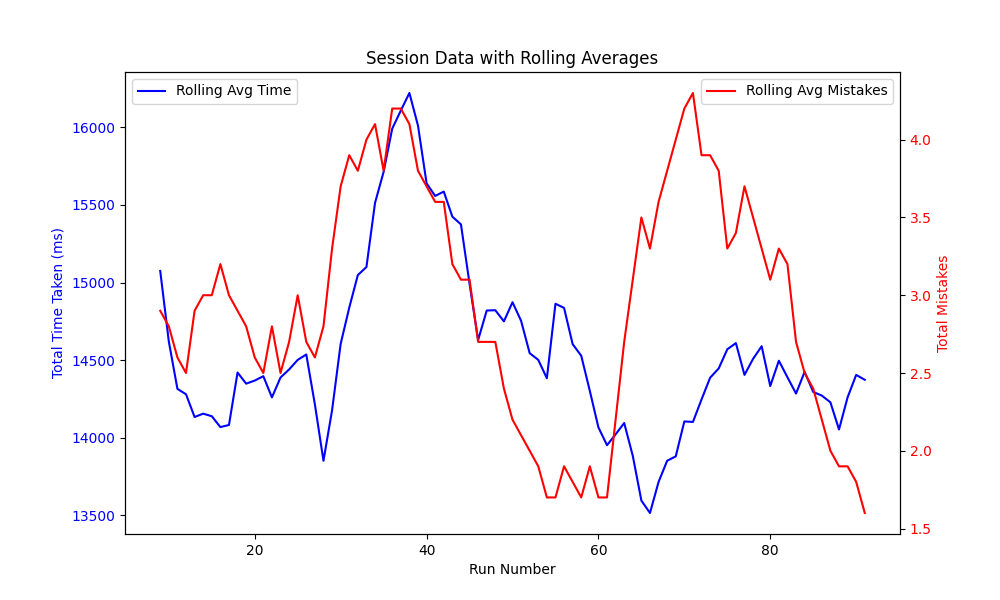 Session Data with Rolling Averages
Rolling Avg Time
Rolling Avg Mistakes
Total Time Taken (ms)
16000
15500
15000
14500
14000
13500
4.0
3.5
3.0
2.5
2.0
1.5
Total Mistakes
20
40
60
80
Run Number